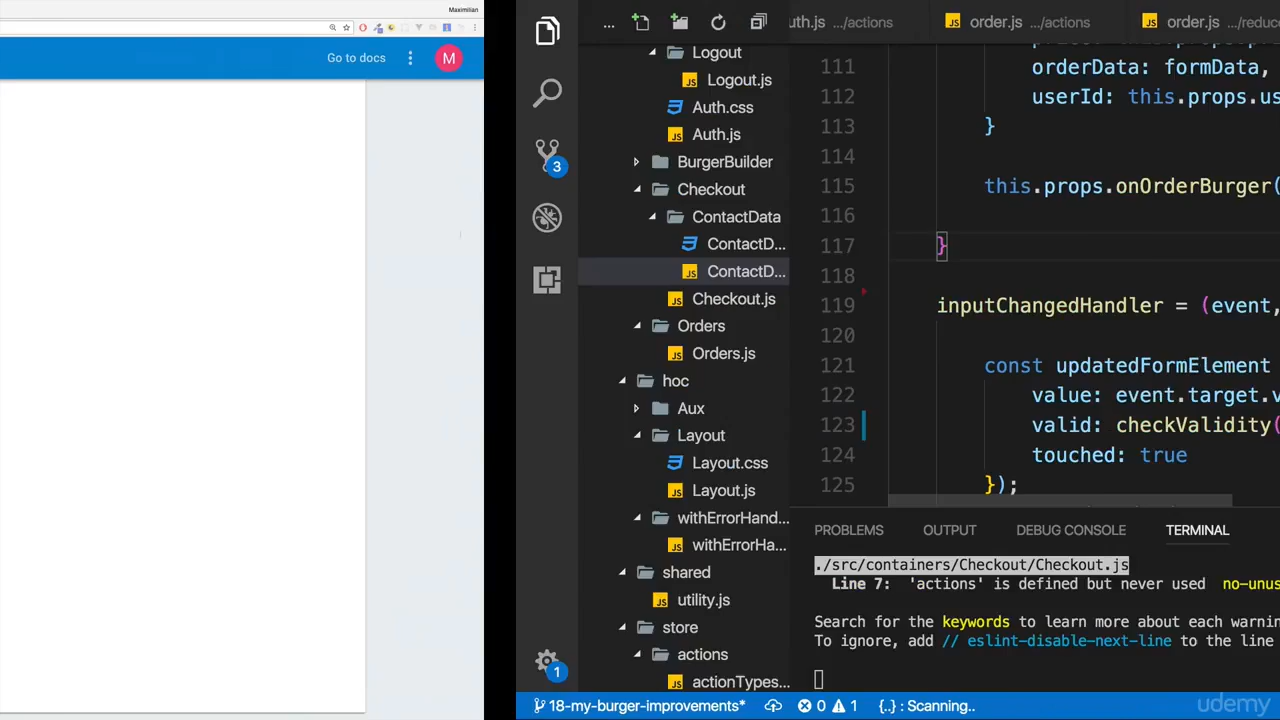 Maximilian
Go to docs
M
...
uth.js .../actions
order.js .../actions
order.js .../reduc
Logout
Logout.js
Auth.css
Auth.js
BurgerBuilder
Checkout
ContactData
ContactD...
ContactD...
Checkout.js
Orders
Orders.js
hoc
Aux
Layout
Layout.css
Layout.js
withErrorHand...
withErrorHa...
shared
utility.js
store
actions
actionTypes...
3
1
111
112 orderData: formData,
userId: this.props.us
113 }
114
115 this.props.onOrderBurger(
116
117 }
118
119 inputChangedHandler = (event,
120
121 const updatedFormElement
122 value: event.target.v
123 valid: checkValidity(
124 touched: true
125 });
PROBLEMS OUTPUT DEBUG CONSOLE TERMINAL
./src/containers/Checkout/Checkout.js
Line 7: 'actions' is defined but never used no-unus
Search for the keywords to learn more about each warnin
To ignore, add // eslint-disable-next-line to the line
18-my-burger-improvements* 0 1 {..} : Scanning..
udemy